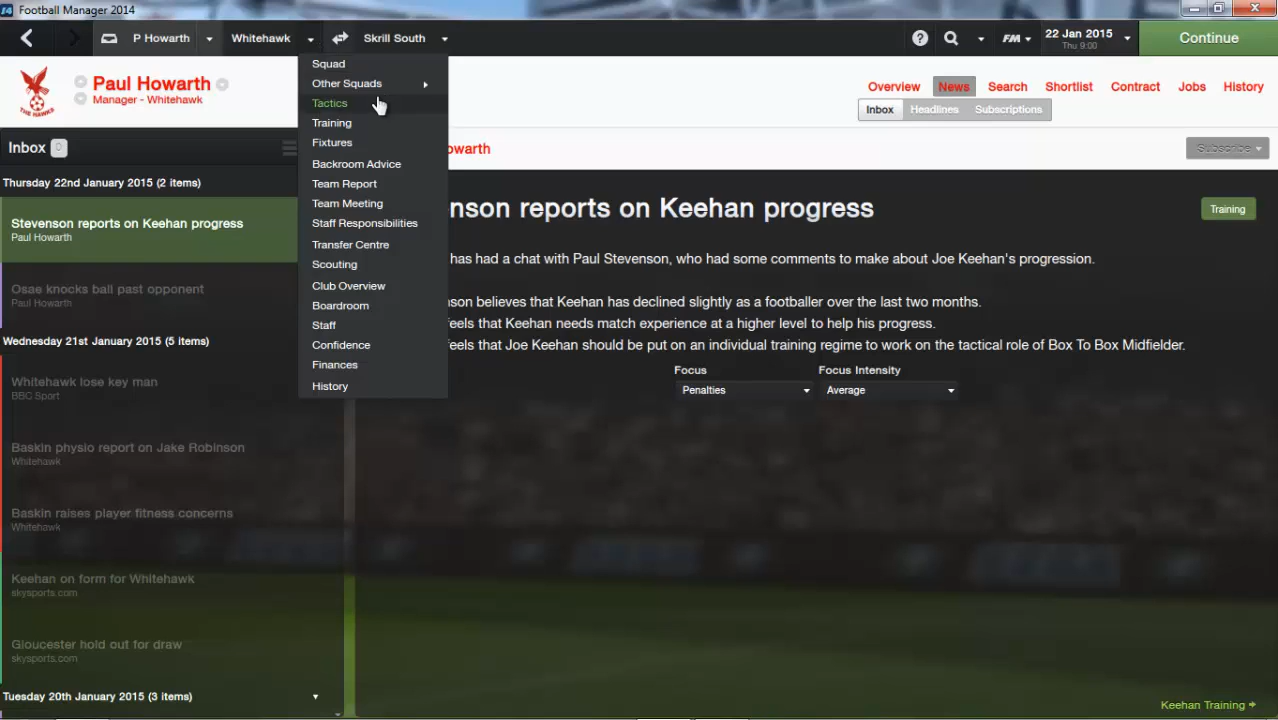 Football Manager 2014
P Howarth
Whitehawk
Skrill South
FM
22 Jan 2015
Thu 9:00
Continue
THE HAWKS
Paul Howarth
Manager - Whitehawk
Overview News Search Shortlist Contract Jobs History
Inbox Headlines Subscriptions
Squad
Other Squads
Tactics
Training
Fixtures
Backroom Advice
Team Report
Team Meeting
Staff Responsibilities
Transfer Centre
Scouting
Club Overview
Boardroom
Staff
Confidence
Finances
History
Inbox 0
owarth
Subscribe
Thursday 22nd January 2015 (2 items)
Stevenson reports on Keehan progress
Paul Howarth
Osae knocks ball past opponent
Paul Howarth
Wednesday 21st January 2015 (5 items)
Whitehawk lose key man
BBC Sport
Baskin physio report on Jake Robinson
Whitehawk
Baskin raises player fitness concerns
Whitehawk
Keehan on form for Whitehawk
skysports.com
Gloucester hold out for draw
skysports.com
Tuesday 20th January 2015 (3 items)
nson reports on Keehan progress
Training
has had a chat with Paul Stevenson, who had some comments to make about Joe Keehan's progression.
nson believes that Keehan has declined slightly as a footballer over the last two months.
feels that Keehan needs match experience at a higher level to help his progress.
feels that Joe Keehan should be put on an individual training regime to work on the tactical role of Box To Box Midfielder.
Focus Focus Intensity
Penalties Average
Keehan Training